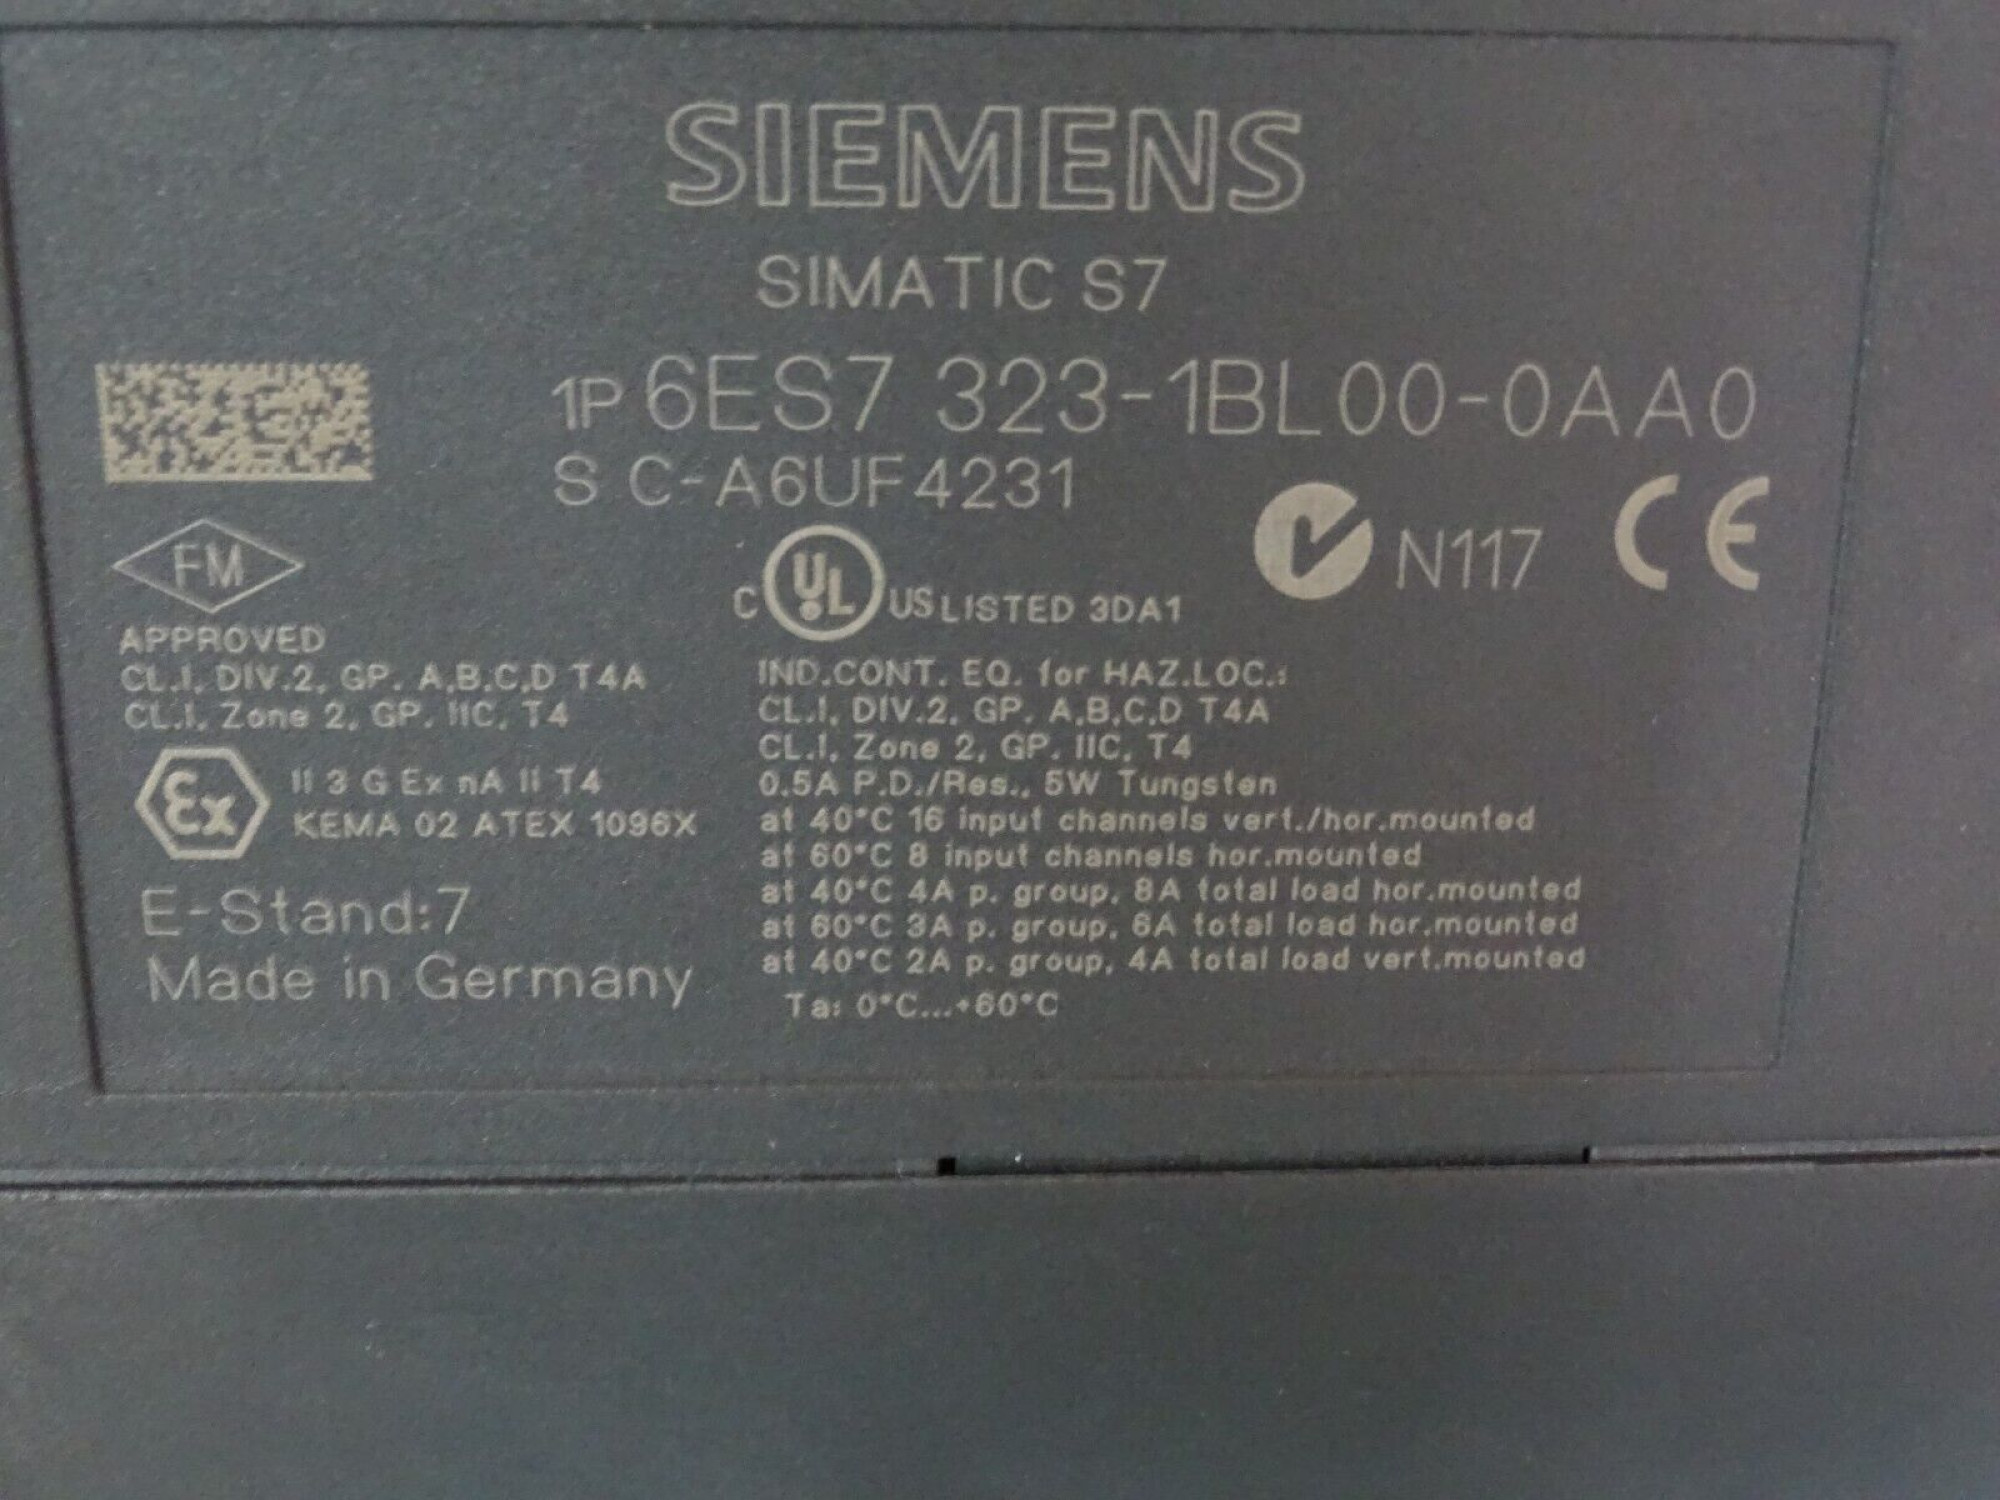 SIEMENS
SIMATIC S7
1P 6ES7 323-1BL00-0AA0
S C-A6UF4231
FM
APPROVED
CL.I, DIV.2, GP. A,B,C,D T4A
CL.I, Zone 2, GP. IIC, T4
Ex
II 3 G Ex nA II T4
KEMA 02 ATEX 1096X
E-Stand:7
Made in Germany
C UL US LISTED 3DA1
N117 CE
IND.CONT. EQ. for HAZ.LOC.:
CL.I, DIV.2, GP. A,B,C,D T4A
CL.I, Zone 2, GP. IIC, T4
0.5A P.D./Res., 5W Tungsten
at 40°C 16 input channels vert./hor.mounted
at 60°C 8 input channels hor.mounted
at 40°C 4A p. group, 8A total load hor.mounted
at 60°C 3A p. group, 6A total load hor.mounted
at 40°C 2A p. group, 4A total load vert.mounted
Ta: 0°C...+60°C